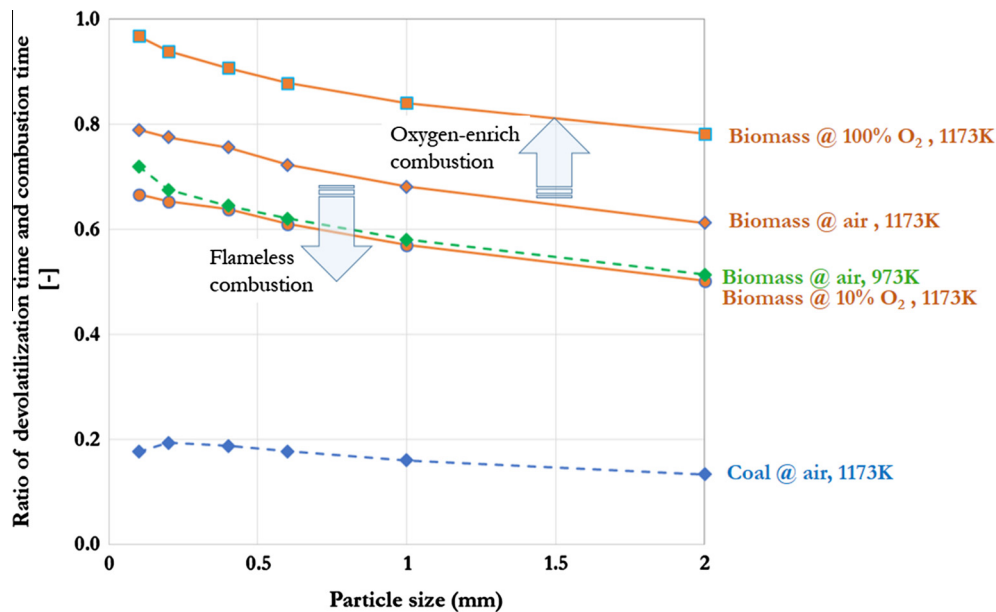 Ratio of devolatilization time and combustion time
[-]
1.0
0.8
0.6
0.4
0.2
0.0
0
0.5
1
1.5
2
Particle size (mm)
Oxygen-enrich
combustion
Flameless
combustion
Biomass @ 100% O₂ , 1173K
Biomass @ air , 1173K
Biomass @ air, 973K
Biomass @ 10% O₂ , 1173K
Coal @ air, 1173K